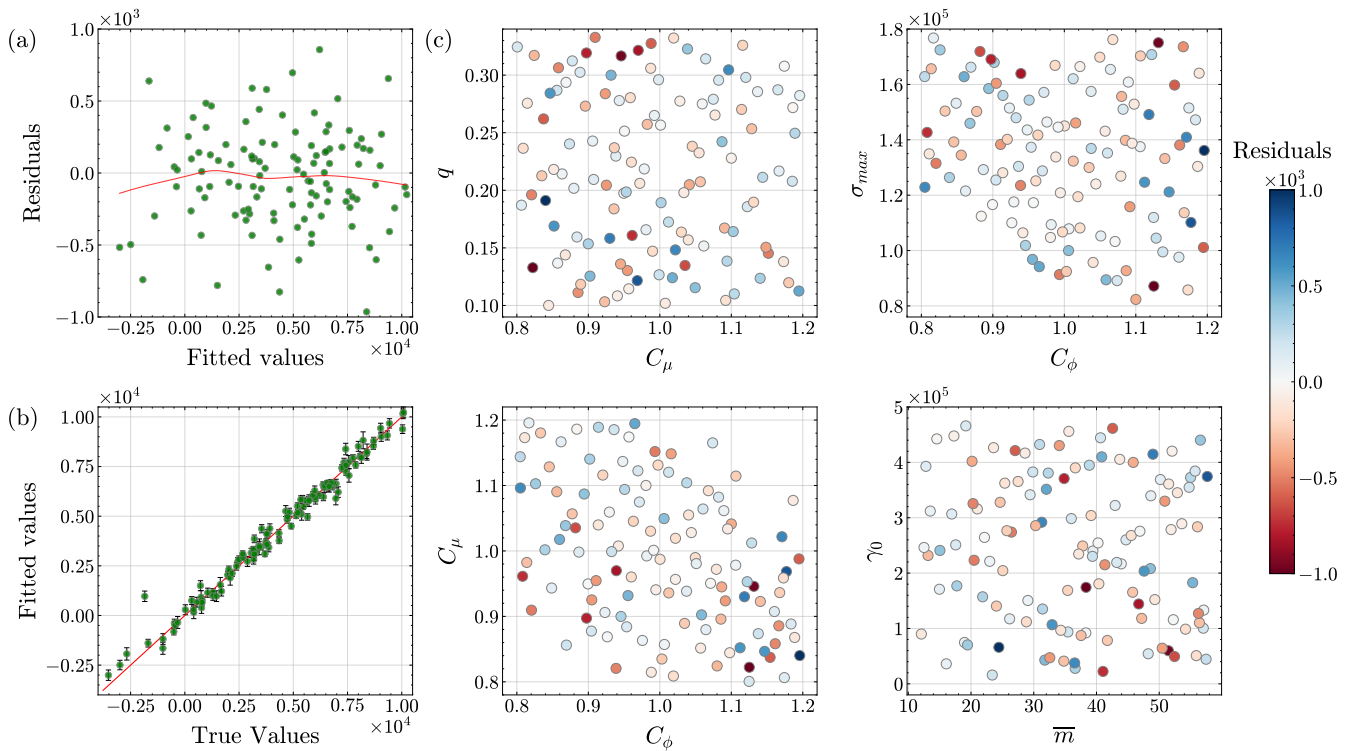 (a)
×10³
1.0
0.5
0.0
−0.5
−1.0
Residuals
−0.25 0.00 0.25 0.50 0.75 1.00
×10⁴
Fitted values
(c)
0.30
0.25
0.20
0.15
0.10
q
0.8 0.9 1.0 1.1 1.2
C_μ
×10⁵
1.8
1.6
1.4
1.2
1.0
0.8
σ_max
0.8 0.9 1.0 1.1 1.2
C_ϕ
Residuals
×10³
1.0
0.5
0.0
−0.5
−1.0
(b)
×10⁴
1.00
0.75
0.50
0.25
0.00
−0.25
Fitted values
−0.25 0.00 0.25 0.50 0.75 1.00
×10⁴
True Values
1.2
1.1
1.0
0.9
0.8
C_μ
0.8 0.9 1.0 1.1 1.2
C_ϕ
×10⁵
5
4
3
2
1
0
γ₀
10 20 30 40 50
m̅